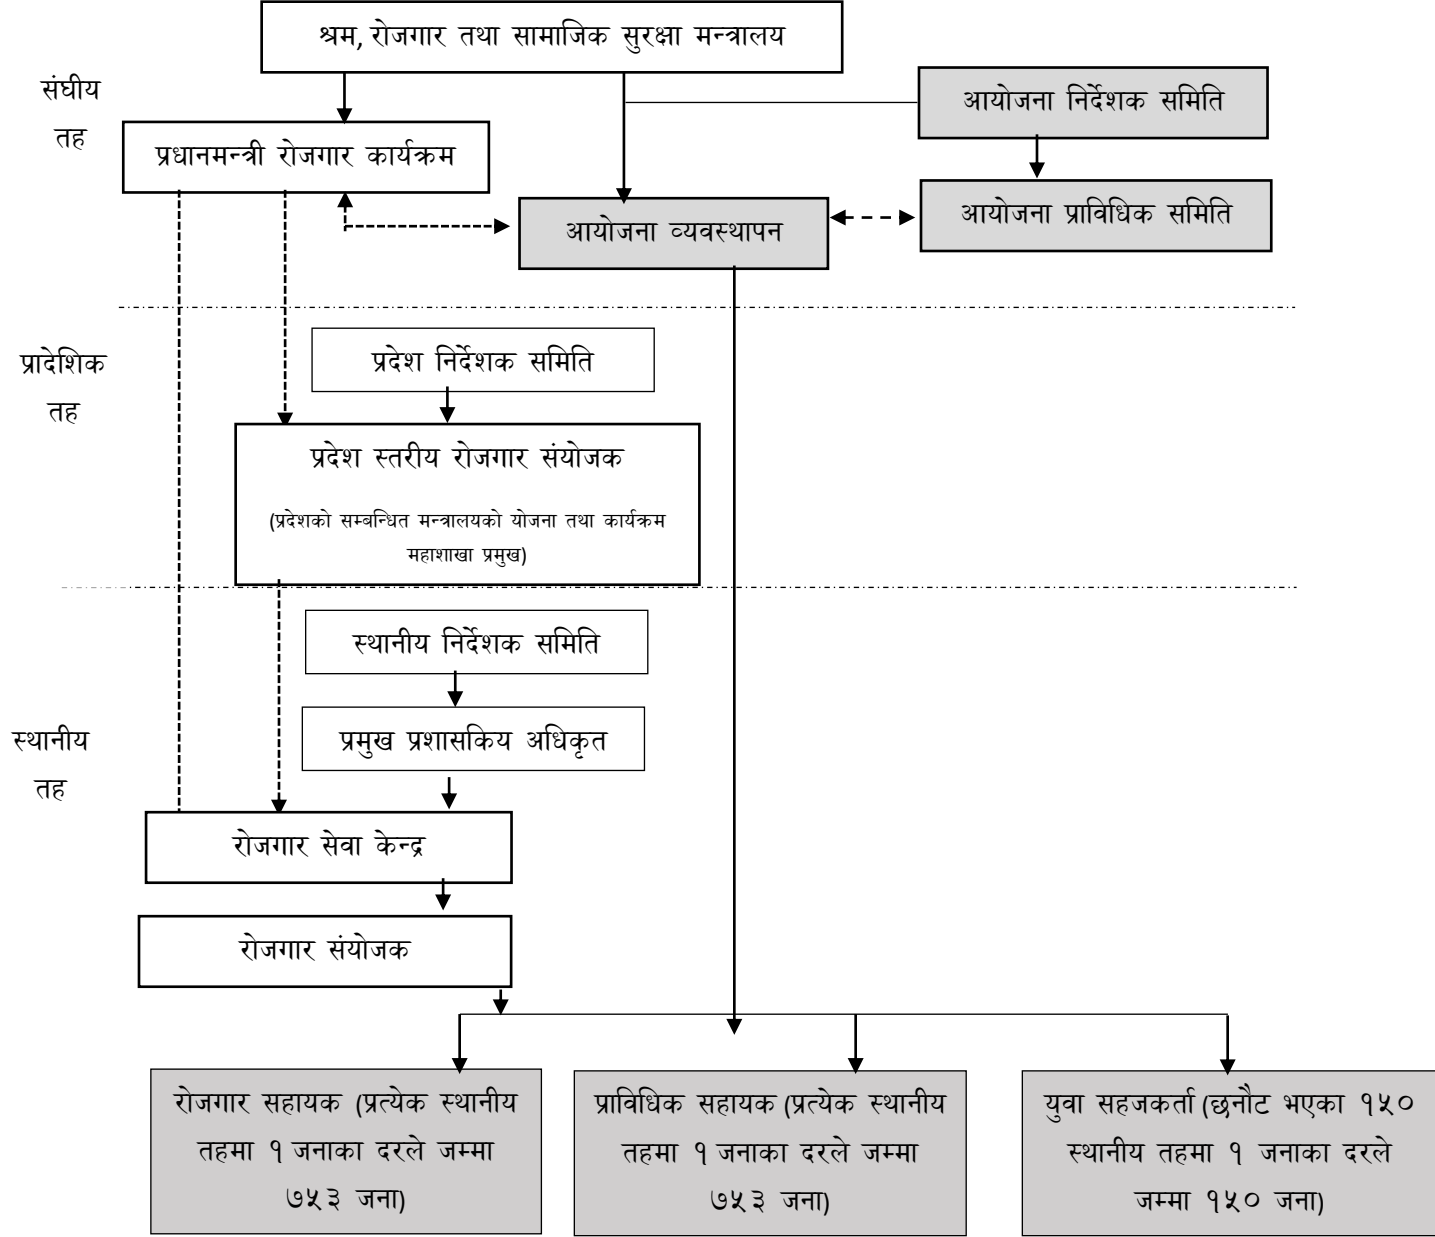 श्रम, रोजगार तथा सामाजिक सुरक्षा मन्त्रालय
संघीय
तह
आयोजना निर्देशक समिति
प्रधानमन्त्री रोजगार कार्यक्रम
आयोजना प्राविधिक समिति
आयोजना व्यवस्थापन
प्रादेशिक
तह
प्रदेश निर्देशक समिति
प्रदेश स्तरीय रोजगार संयोजक
(प्रदेशको सम्बन्धित मन्त्रालयको योजना तथा कार्यक्रम
महाशाखा प्रमुख)
स्थानीय
तह
स्थानीय निर्देशक समिति
प्रमुख प्रशासकिय अधिकृत
रोजगार सेवा केन्द्र
रोजगार संयोजक
रोजगार सहायक (प्रत्येक स्थानीय
तहमा १ जनाका दरले जम्मा
७५३ जना)
प्राविधिक सहायक (प्रत्येक स्थानीय
तहमा १ जनाका दरले जम्मा
७५३ जना)
युवा सहजकर्ता (छनौट भएका १५०
स्थानीय तहमा १ जनाका दरले
जम्मा १५० जना)